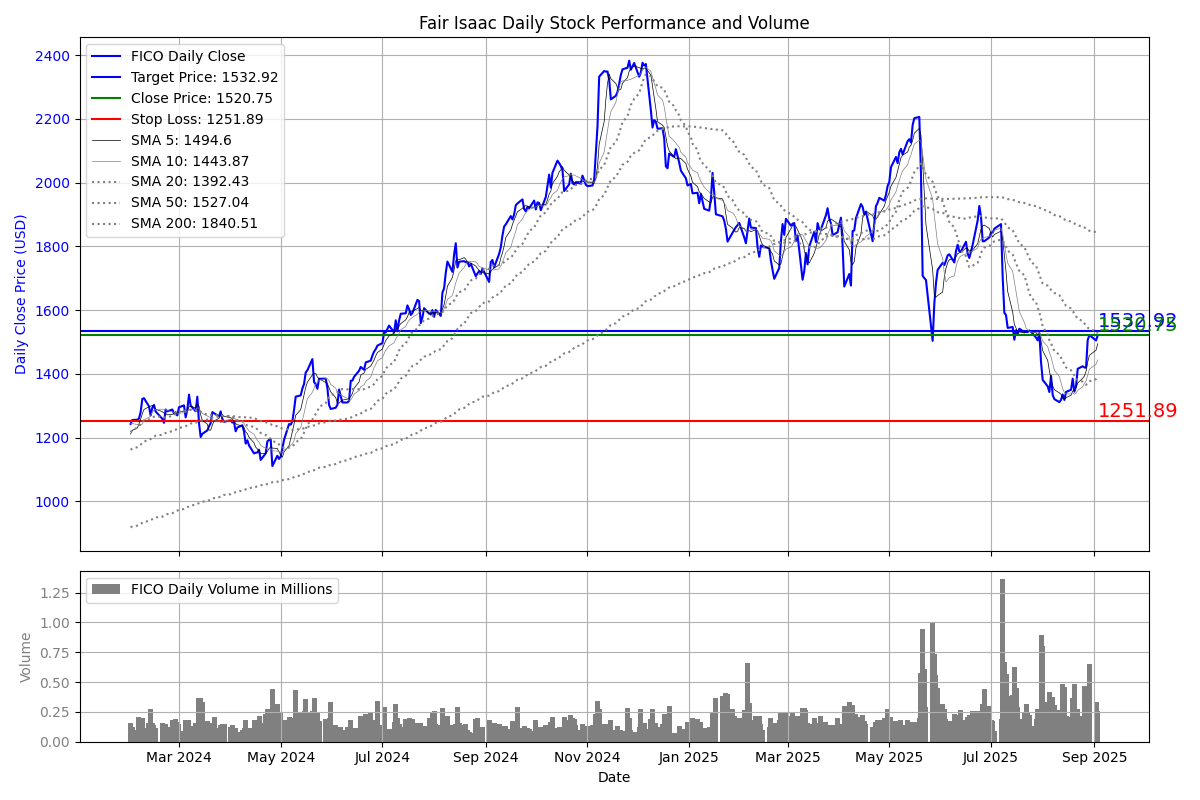 Fair Isaac Daily Stock Performance and Volume
2400
2200
2000
1800
1600
1400
1200
1000
Daily Close Price (USD)
FICO Daily Close
Target Price: 1532.92
Close Price: 1520.75
Stop Loss: 1251.89
SMA 5: 1494.6
SMA 10: 1443.87
SMA 20: 1392.43
SMA 50: 1527.04
SMA 200: 1840.51
1532.92
1520.75
1251.89
FICO Daily Volume in Millions
1.25
1.00
0.75
0.50
0.25
0.00
Volume
Mar 2024
May 2024
Jul 2024
Sep 2024
Nov 2024
Jan 2025
Mar 2025
May 2025
Jul 2025
Sep 2025
Date